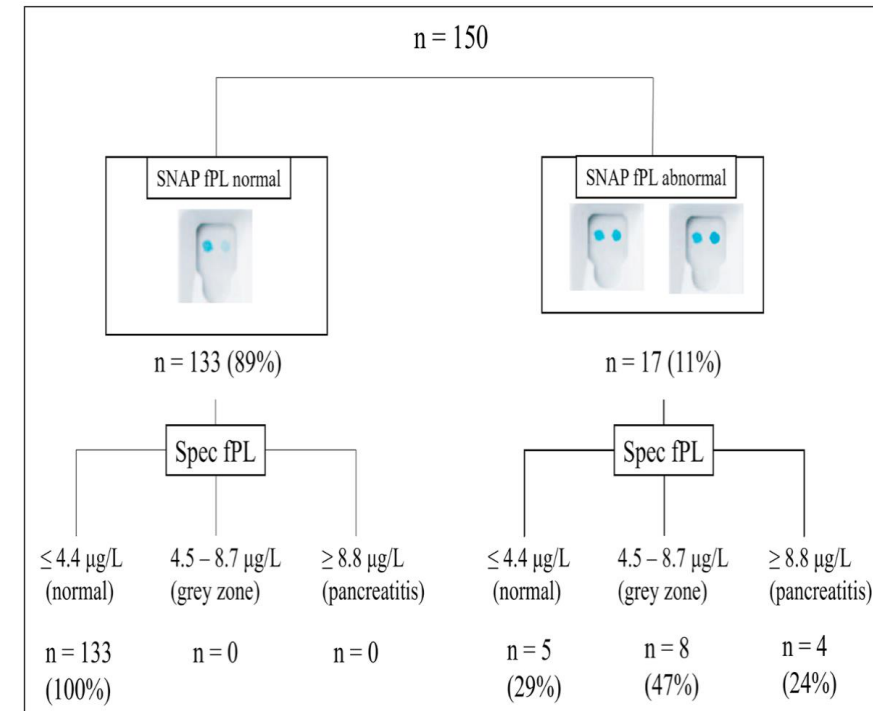 n = 150
SNAP fPL normal
SNAP fPL abnormal
n = 133 (89%)
n = 17 (11%)
Spec fPL
Spec fPL
≤ 4.4 µg/L
(normal)
4.5 – 8.7 µg/L
(grey zone)
≥ 8.8 µg/L
(pancreatitis)
≤ 4.4 µg/L
(normal)
4.5 – 8.7 µg/L
(grey zone)
≥ 8.8 µg/L
(pancreatitis)
n = 133
(100%)
n = 0
n = 0
n = 5
(29%)
n = 8
(47%)
n = 4
(24%)